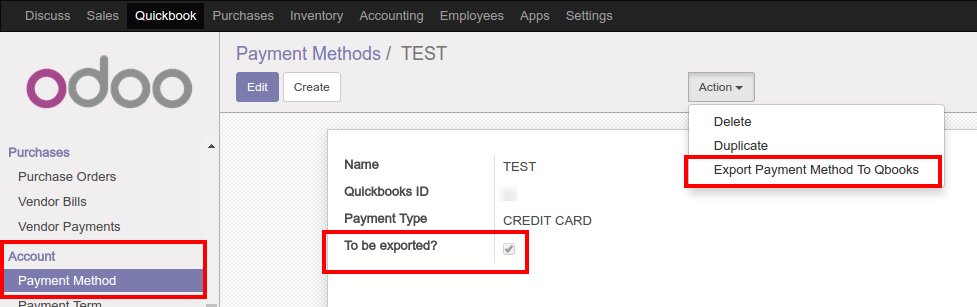 Discuss Sales Quickbook Purchases Inventory Accounting Employees Apps Settings
odoo
Payment Methods / TEST
Edit Create Action
Delete
Duplicate
Export Payment Method To Qbooks
Purchases
Purchase Orders
Vendor Bills
Vendor Payments
Account
Payment Method
Payment Term
Name TEST
Quickbooks ID
Payment Type CREDIT CARD
To be exported?